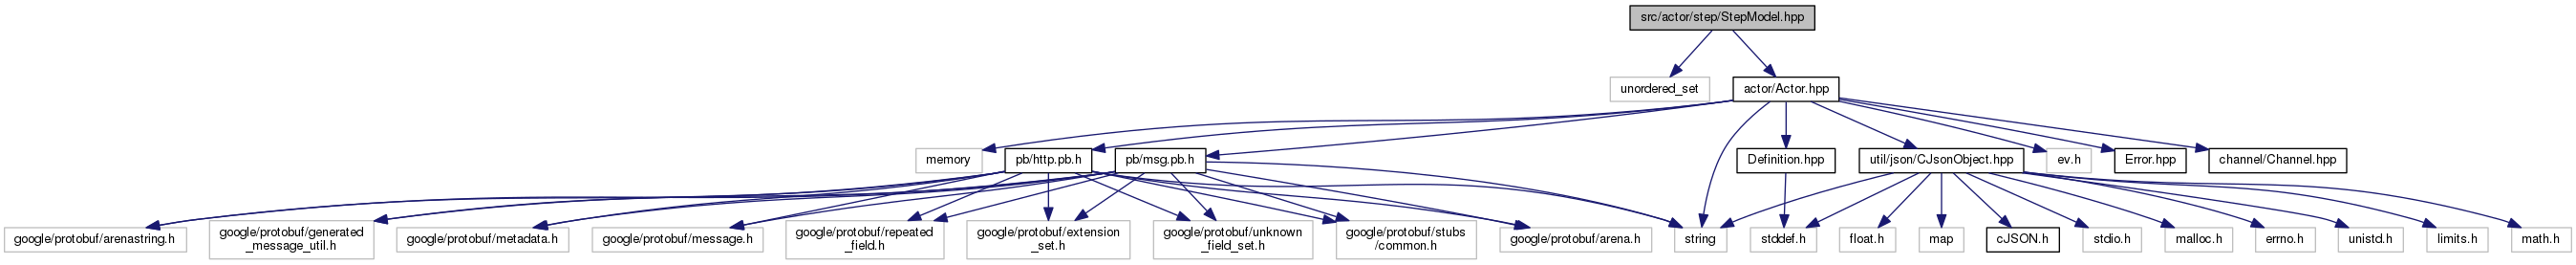 src/actor/step/StepModel.hpp
unordered_set
actor/Actor.hpp
memory
pb/http.pb.h
pb/msg.pb.h
Definition.hpp
util/json/CJsonObject.hpp
ev.h
Error.hpp
channel/Channel.hpp
google/protobuf/arenastring.h
google/protobuf/generated
_message_util.h
google/protobuf/metadata.h
google/protobuf/message.h
google/protobuf/repeated
_field.h
google/protobuf/extension
_set.h
google/protobuf/unknown
_field_set.h
google/protobuf/stubs
/common.h
google/protobuf/arena.h
string
stddef.h
float.h
map
cJSON.h
stdio.h
malloc.h
errno.h
unistd.h
limits.h
math.h